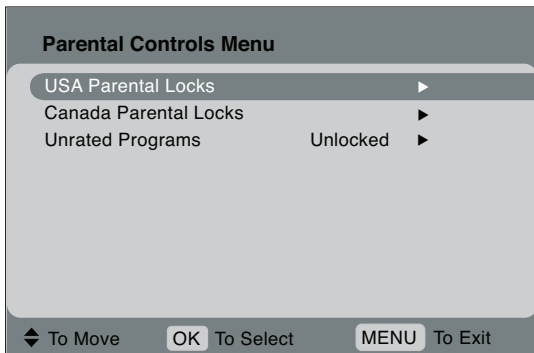 Parental Controls Menu
USA Parental Locks
Canada Parental Locks
Unrated Programs Unlocked
To Move OK To Select MENU To Exit